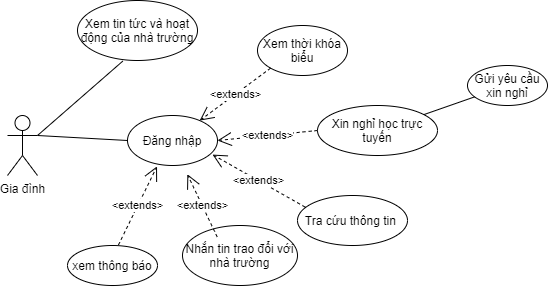 Xem tin tức và hoạt
động của nhà trường
Xem thời khóa
biểu
Gửi yêu cầu
xin nghỉ
<extends>
Xin nghỉ học trực
tuyến
<extends>
Đăng nhập
Gia đình
<extends>
<extends>
<extends>
Tra cứu thông tin
xem thông báo
Nhắn tin trao đổi với
nhà trường